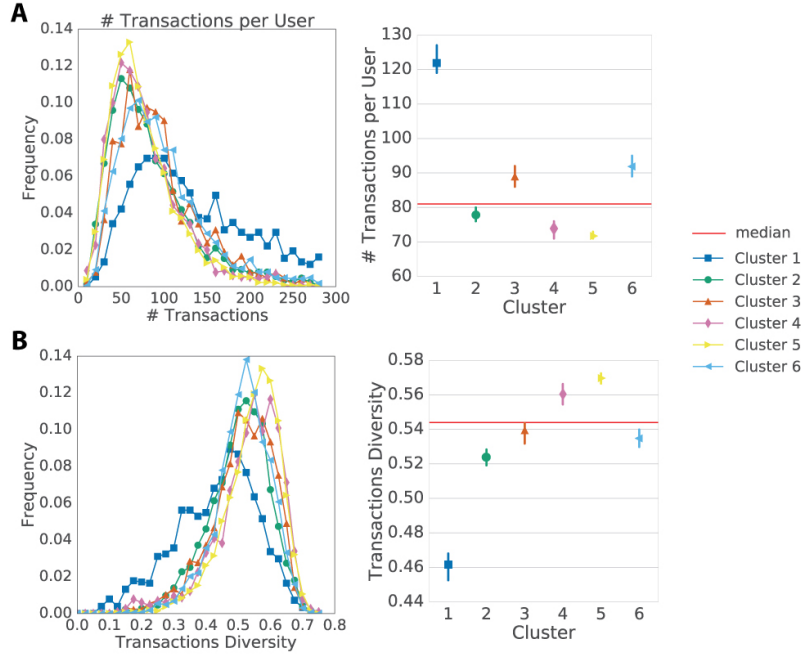 A
# Transactions per User
0.14
0.12
0.10
0.08
0.06
0.04
0.02
0.00
Frequency
0 50 100 150 200 250 300
# Transactions
130
120
110
100
90
80
70
60
# Transactions per User
1 2 3 4 5 6
Cluster
median
Cluster 1
Cluster 2
Cluster 3
Cluster 4
Cluster 5
Cluster 6
B
0.14
0.12
0.10
0.08
0.06
0.04
0.02
0.00
Frequency
0.0 0.1 0.2 0.3 0.4 0.5 0.6 0.7 0.8
Transactions Diversity
0.58
0.56
0.54
0.52
0.50
0.48
0.46
0.44
Transactions Diversity
1 2 3 4 5 6
Cluster